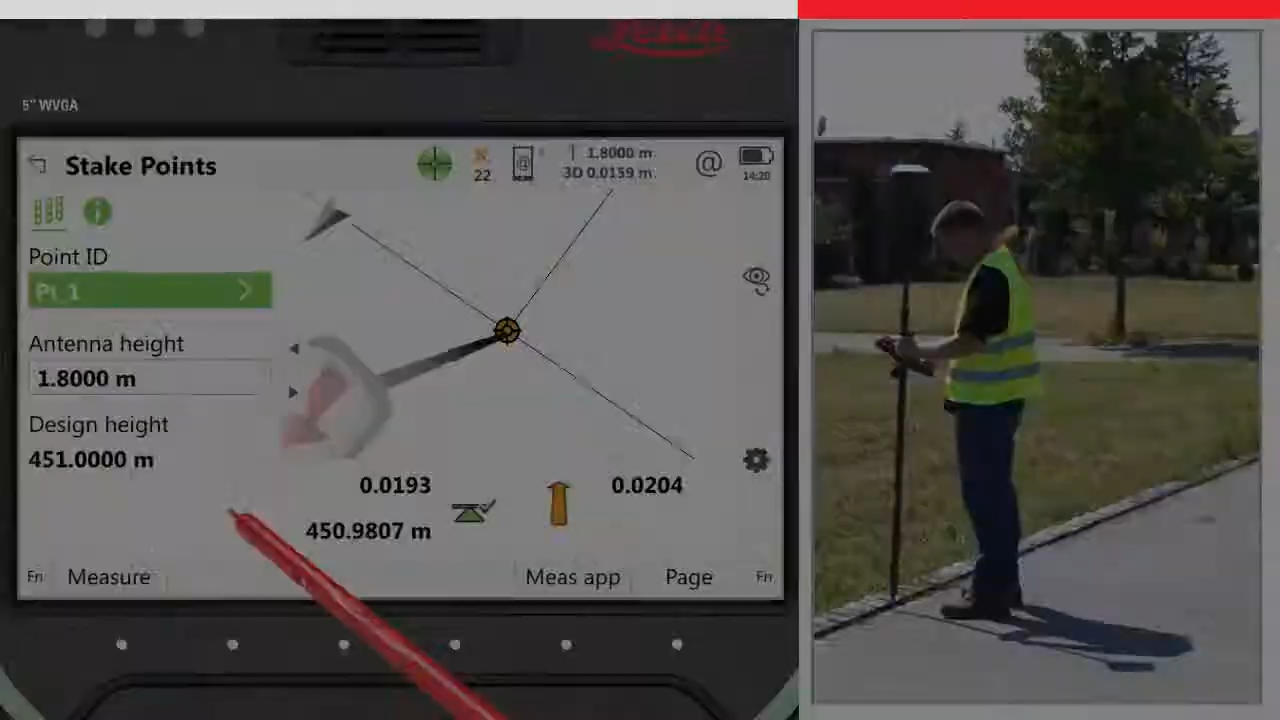 Leica
5" WVGA
Stake Points
22
@
1.8000 m
3D 0.0159 m
@
14:20
Point ID
Pt_1
Antenna height
1.8000 m
Design height
451.0000 m
0.0193
0.0204
450.9807 m
Fn
Measure
Meas app
Page
Fn